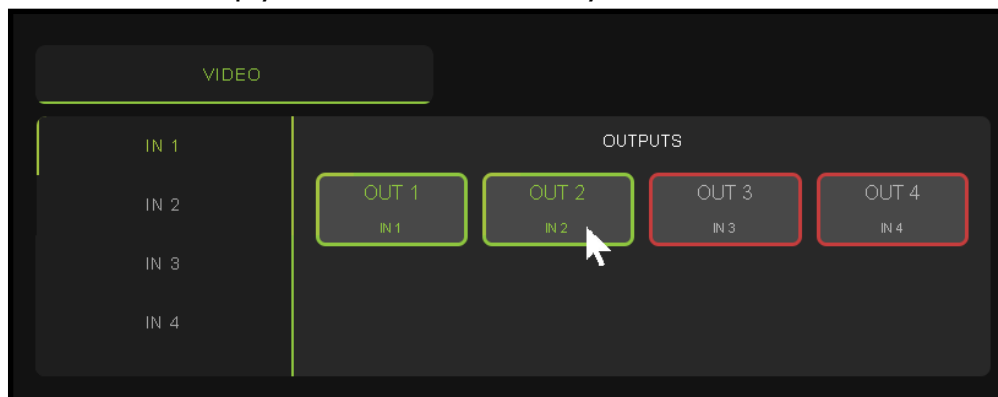 VIDEO
IN 1
IN 2
IN 3
IN 4
OUTPUTS
OUT 1
IN 1
OUT 2
IN 2
OUT 3
IN 3
OUT 4
IN 4